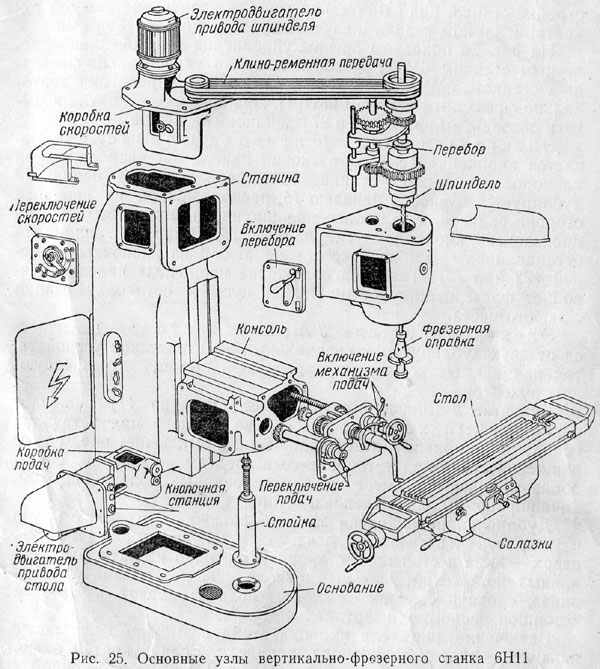 Электродвигатель
привода шпинделя
Клино-ременная передача
Коробка
скоростей
Перебор
Станина
Шпиндель
Переключение
скоростей
Включение
перебора
Консоль
Фрезерная
оправка
Включение
механизма
подач
Стол
Коробка
подач
Кнопочная
станция
Переключение
подач
Стойка
Салазки
Электро-
двигатель
привода
стола
Основание
Рис. 25. Основные узлы вертикально-фрезерного станка 6Н11